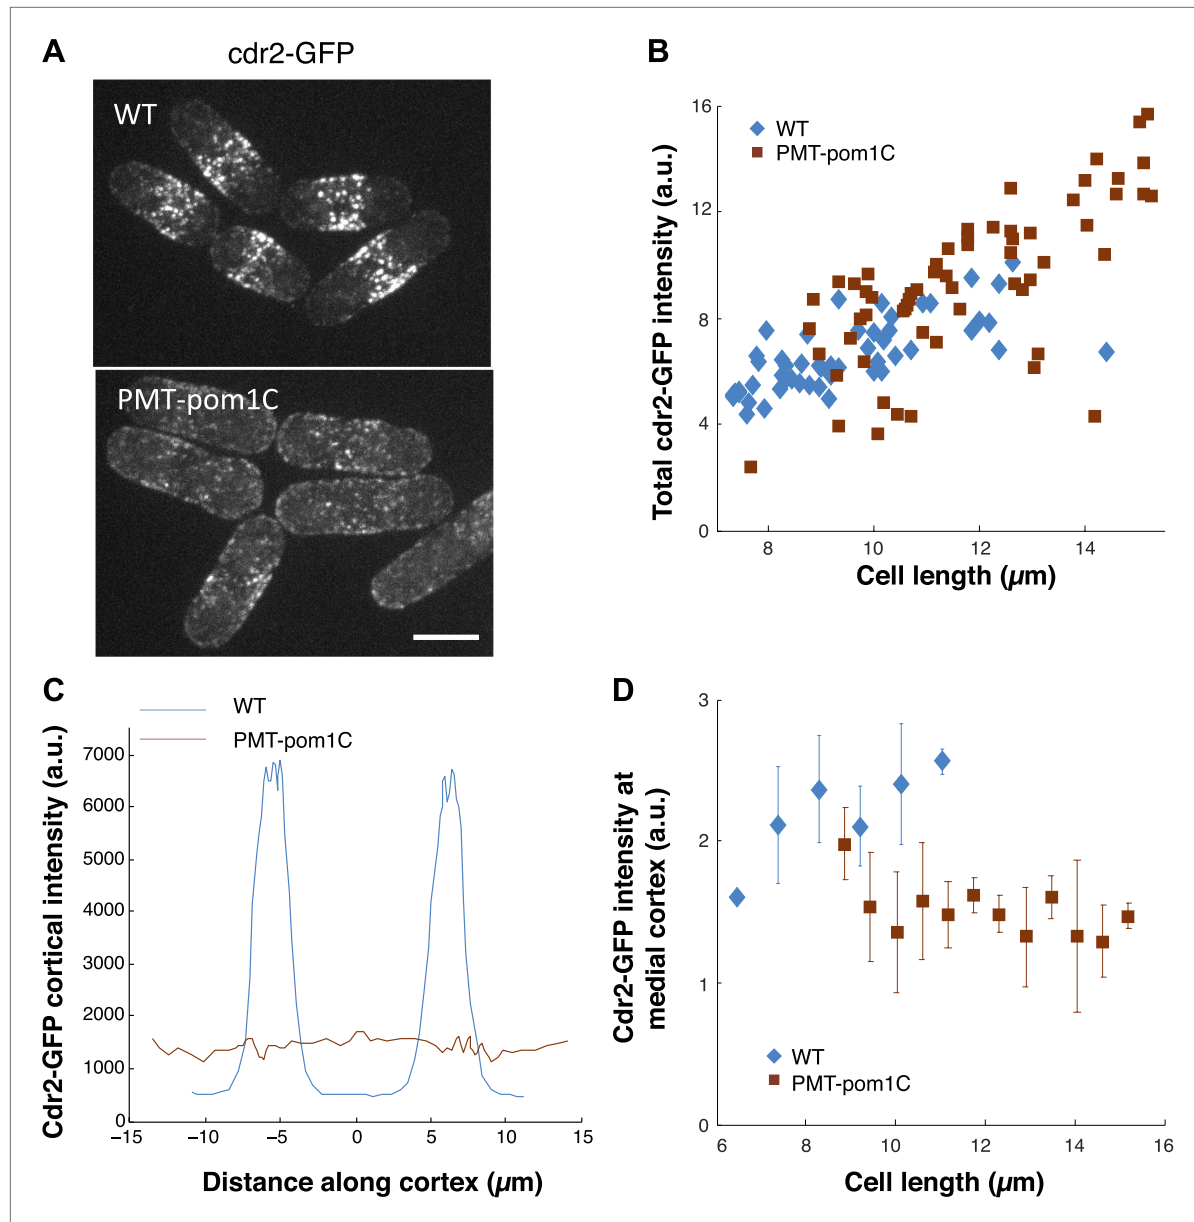 A
cdr2-GFP
WT
PMT-pom1C
B
Total cdr2-GFP intensity (a.u.)
16
12
8
4
0
WT
PMT-pom1C
8 10 12 14
Cell length (µm)
C
WT
PMT-pom1C
Cdr2-GFP cortical intensity (a.u.)
7000
6000
5000
4000
3000
2000
1000
0
−15 −10 −5 0 5 10 15
Distance along cortex (µm)
D
Cdr2-GFP intensity at
medial cortex (a.u.)
3
2
1
0
WT
PMT-pom1C
6 8 10 12 14 16
Cell length (µm)